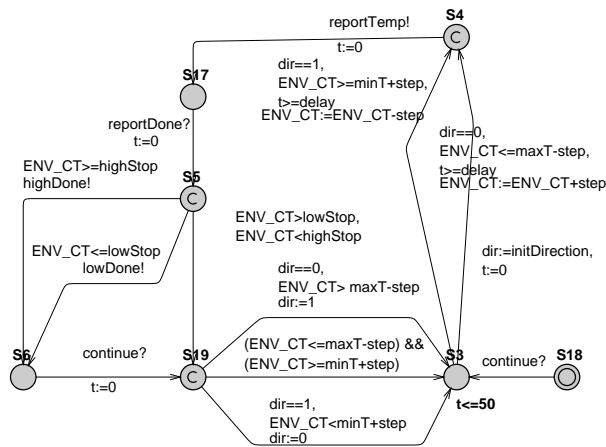 reportTemp!
S4
t:=0
C
S17
dir==1,
ENV_CT>=minT+step,
t>=delay
ENV_CT:=ENV_CT-step
reportDone?
t:=0
dir==0,
ENV_CT<=maxT-step,
t>=delay
ENV_CT:=ENV_CT+step
ENV_CT>=highStop
highDone!
S5
C
ENV_CT>lowStop,
ENV_CT<highStop
ENV_CT<=lowStop
lowDone!
dir:=initDirection,
t:=0
dir==0,
ENV_CT> maxT-step
dir:=1
S6
continue?
t:=0
S19
C
(ENV_CT<=maxT-step) &&
(ENV_CT>=minT+step)
S3
t<=50
continue?
S18
dir==1,
ENV_CT<minT+step
dir:=0